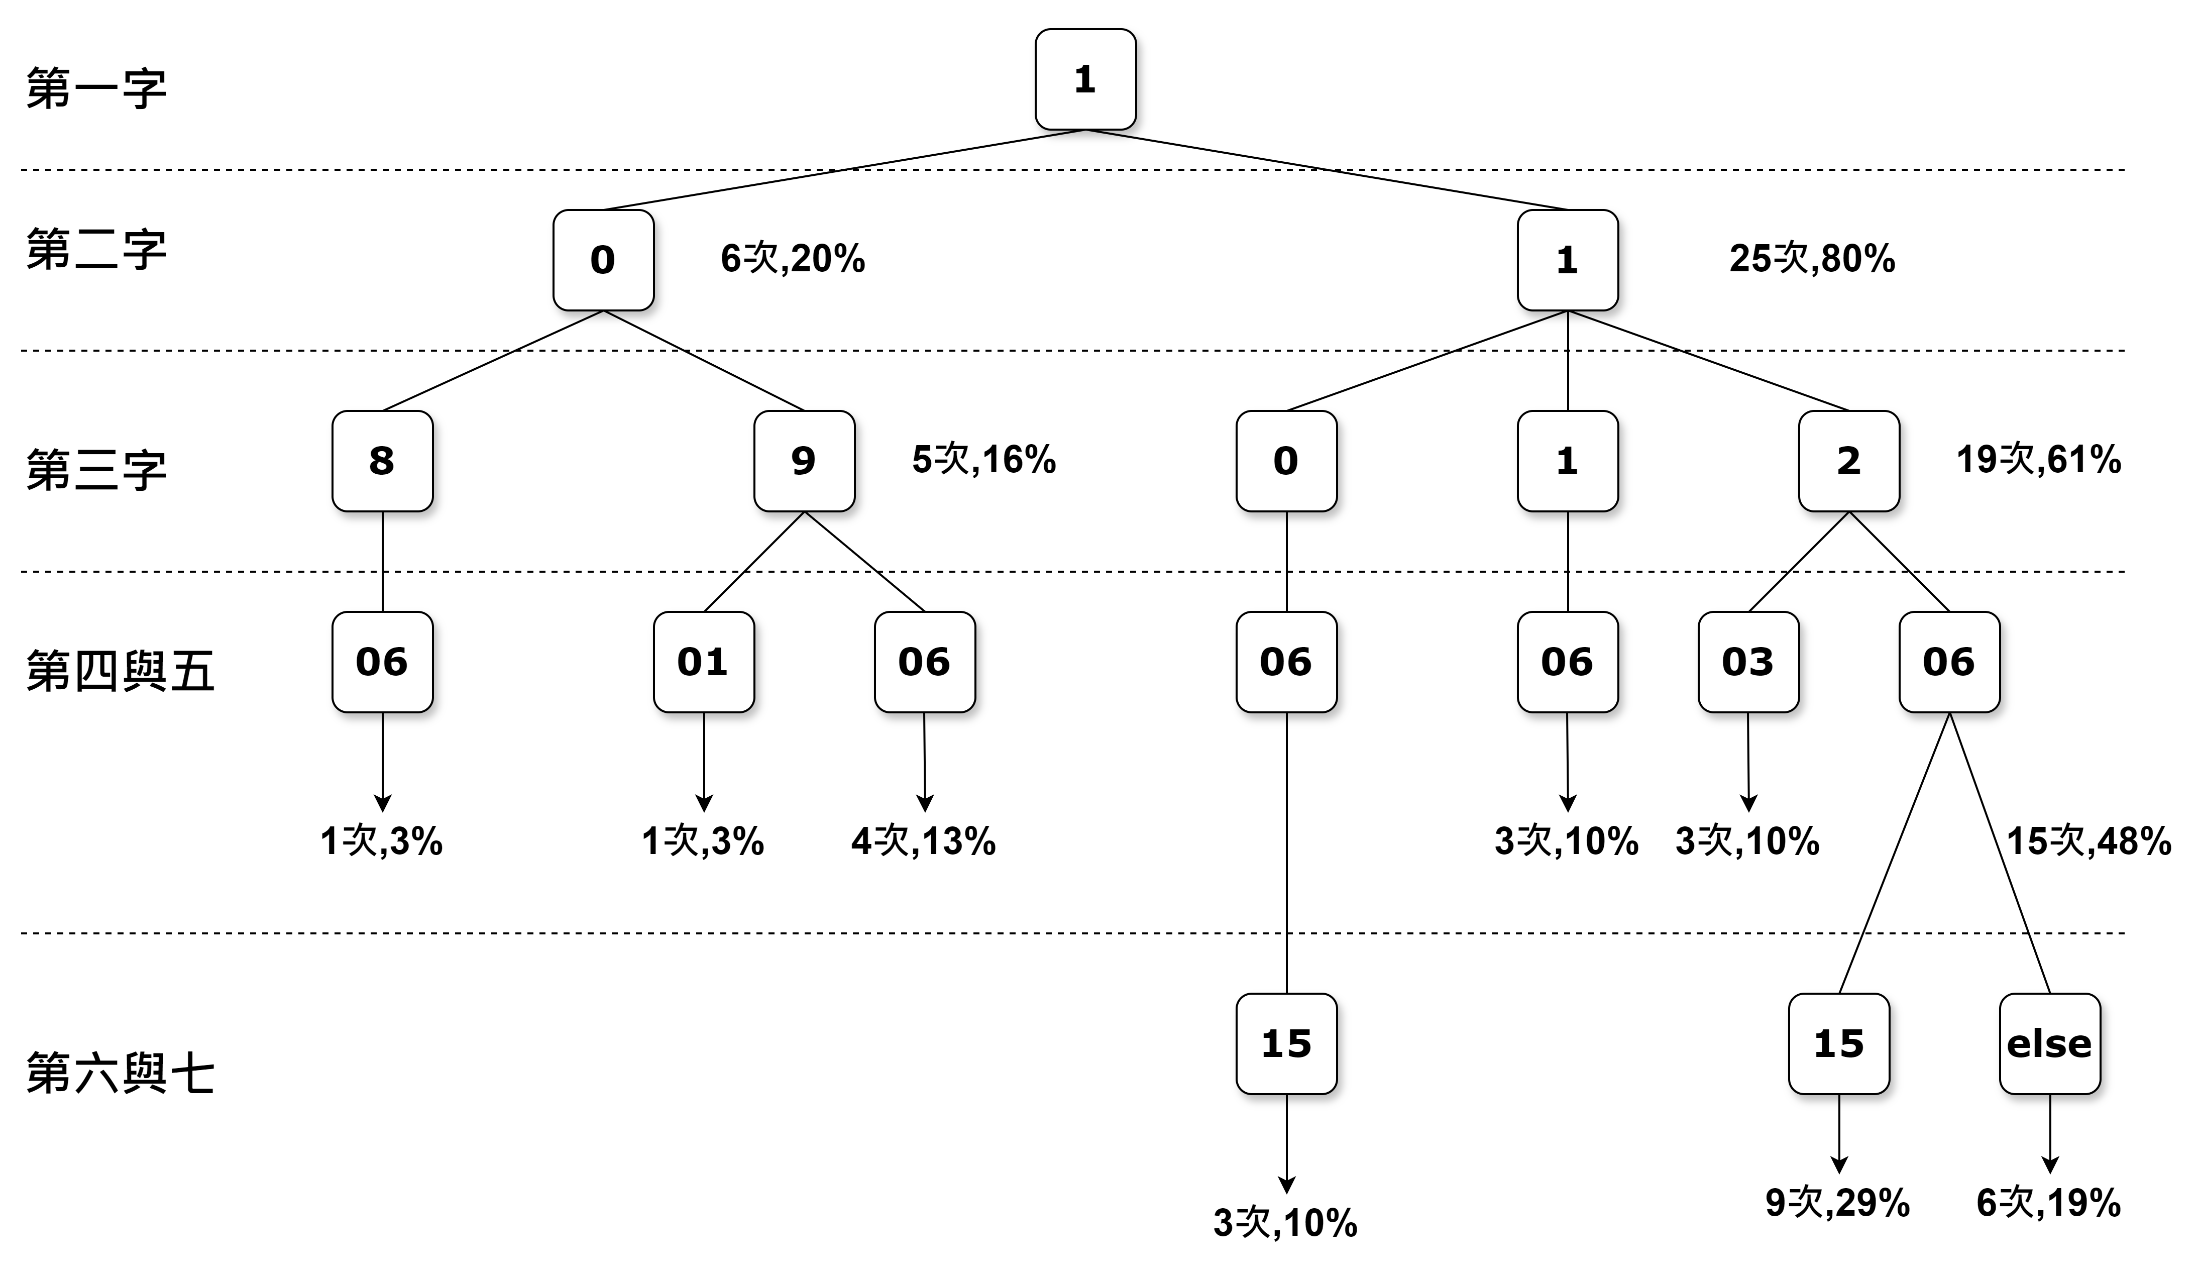 第一字
1
第二字
0
6次,20%
1
25次,80%
第三字
8
9
5次,16%
0
1
2
19次,61%
第四與五
06
01
06
06
06
03
06
1次,3%
1次,3%
4次,13%
3次,10%
3次,10%
15次,48%
第六與七
15
15
else
3次,10%
9次,29%
6次,19%